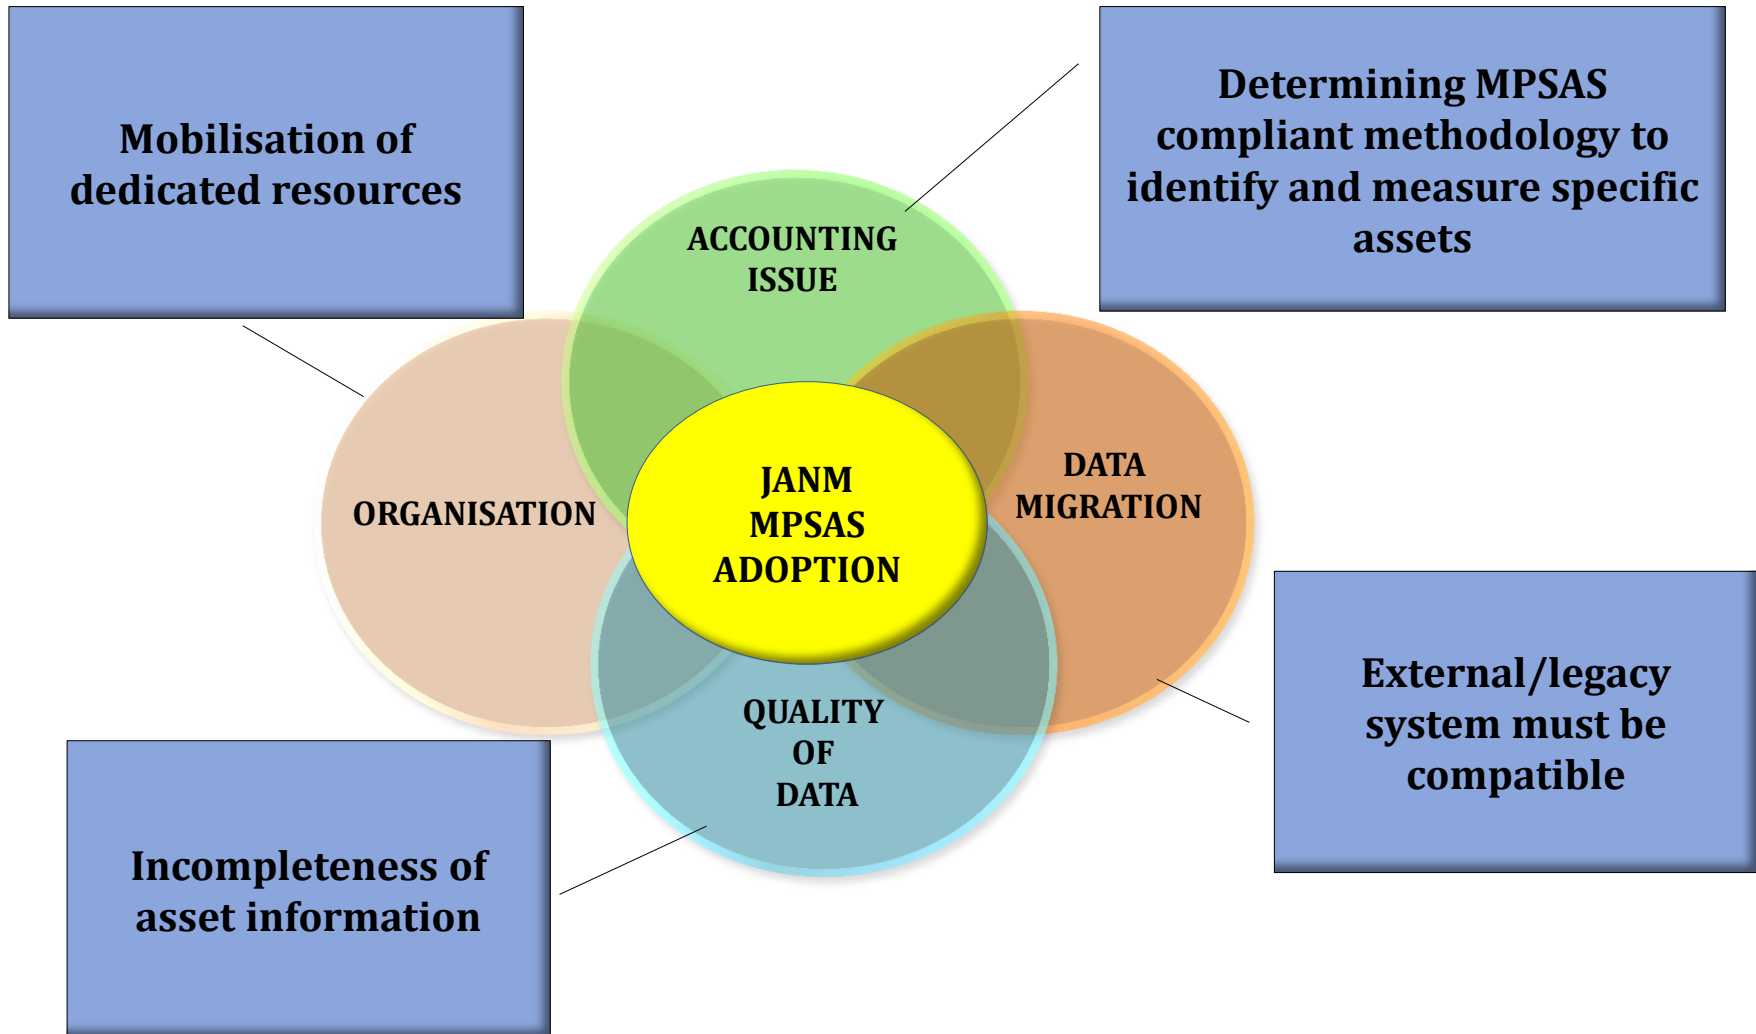 Mobilisation of
dedicated resources
Determining MPSAS
compliant methodology to
identify and measure specific
assets
ACCOUNTING
ISSUE
ORGANISATION
JANM
MPSAS
ADOPTION
DATA
MIGRATION
QUALITY
OF
DATA
External/legacy
system must be
compatible
Incompleteness of
asset information